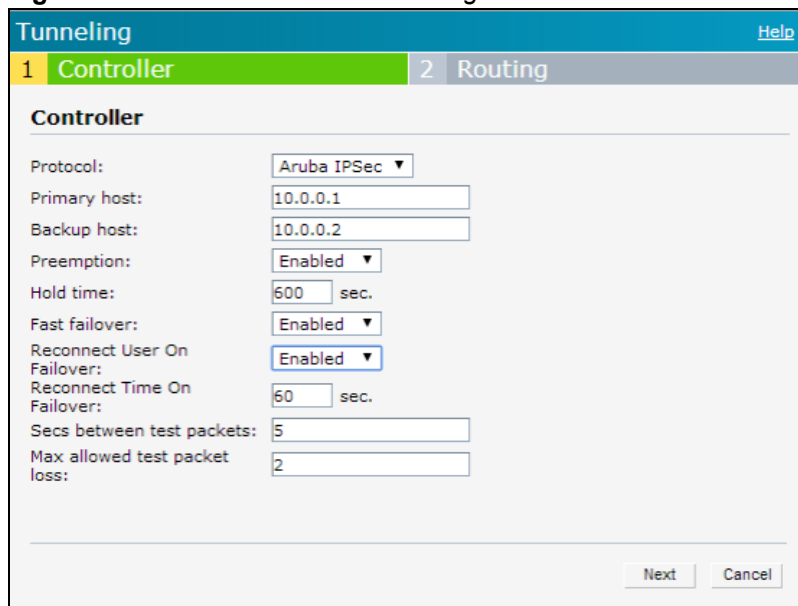 Tunneling Help
1 Controller 2 Routing
Controller
Protocol: Aruba IPSec ▼
Primary host: 10.0.0.1
Backup host: 10.0.0.2
Preemption: Enabled ▼
Hold time: 600 sec.
Fast failover: Enabled ▼
Reconnect User On
Failover: Enabled ▼
Reconnect Time On
Failover: 60 sec.
Secs between test packets: 5
Max allowed test packet
loss: 2
Next Cancel